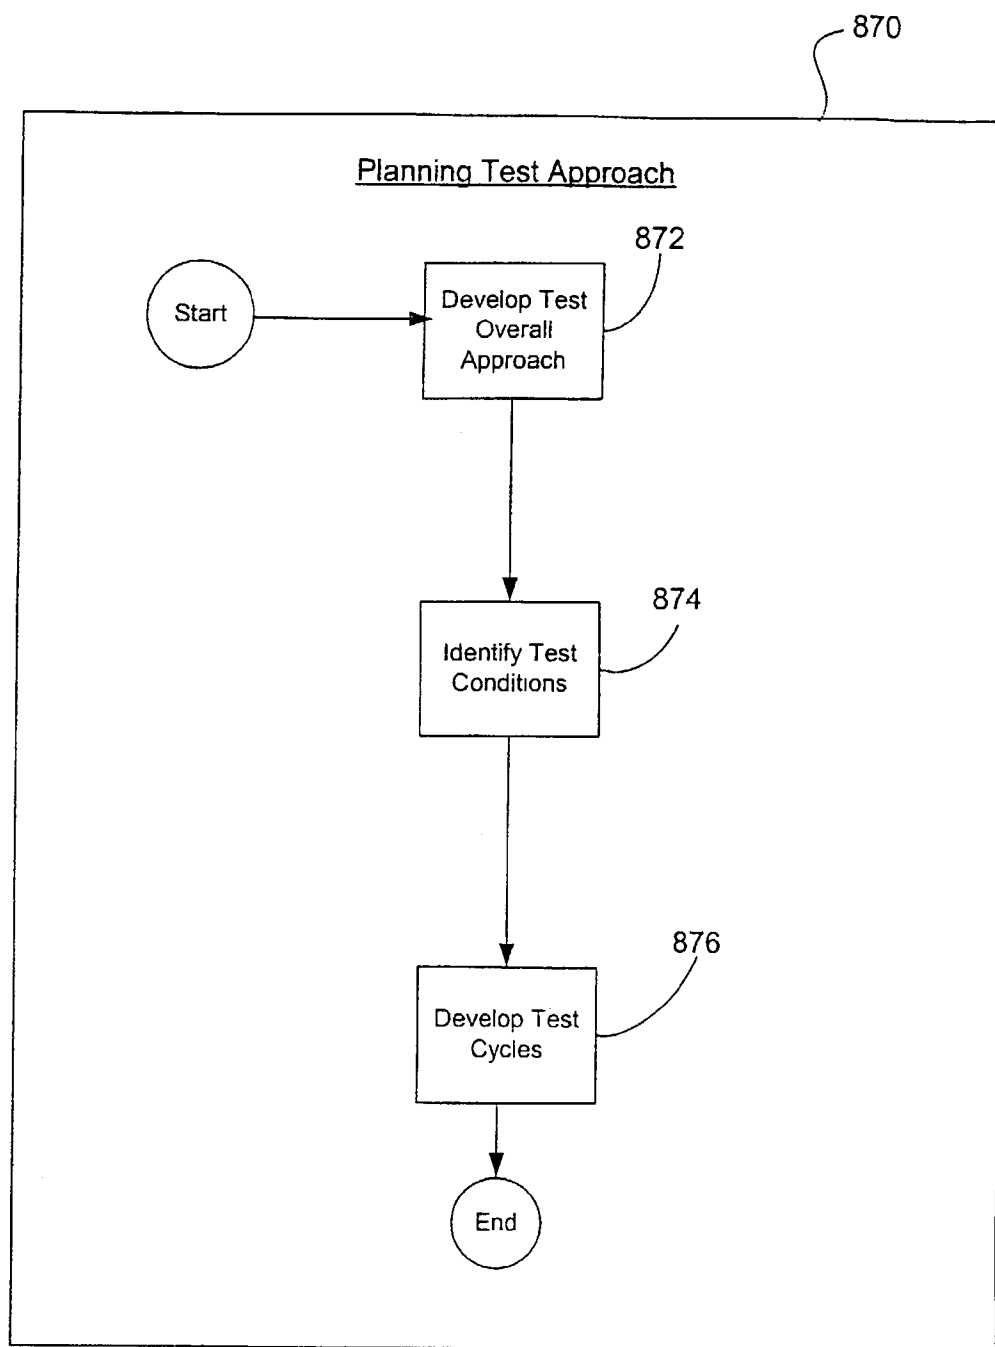 870
Planning Test Approach
872
Start
Develop Test
Overall
Approach
874
Identify Test
Conditions
876
Develop Test
Cycles
End